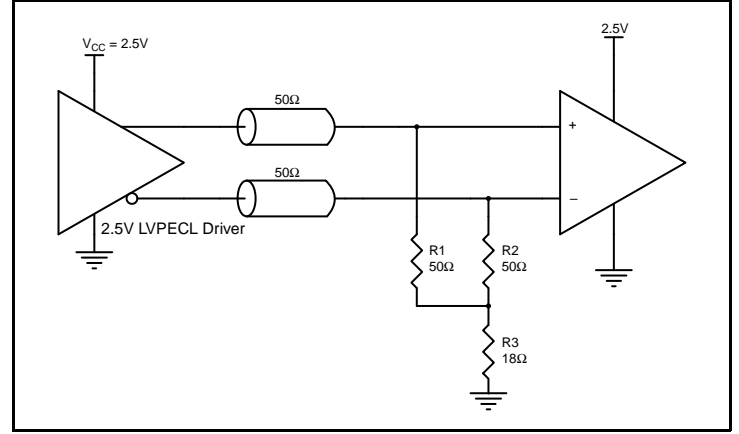 V_CC = 2.5V
2.5V
50Ω
50Ω
+
−
2.5V LVPECL Driver
R1
50Ω
R2
50Ω
R3
18Ω